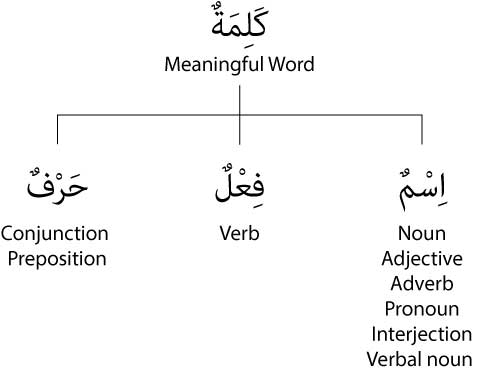 كَلِمَةٌ
Meaningful Word
حَرْفٌ
Conjunction
Preposition
فِعْلٌ
Verb
اِسْمٌ
Noun
Adjective
Adverb
Pronoun
Interjection
Verbal noun